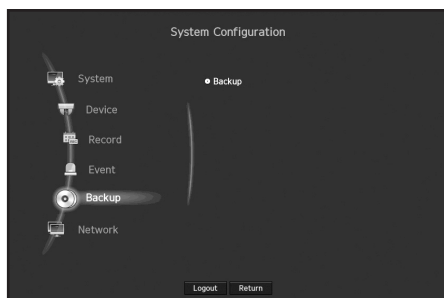 System Configuration
System
Backup
Device
Record
Event
Backup
Network
Logout Return